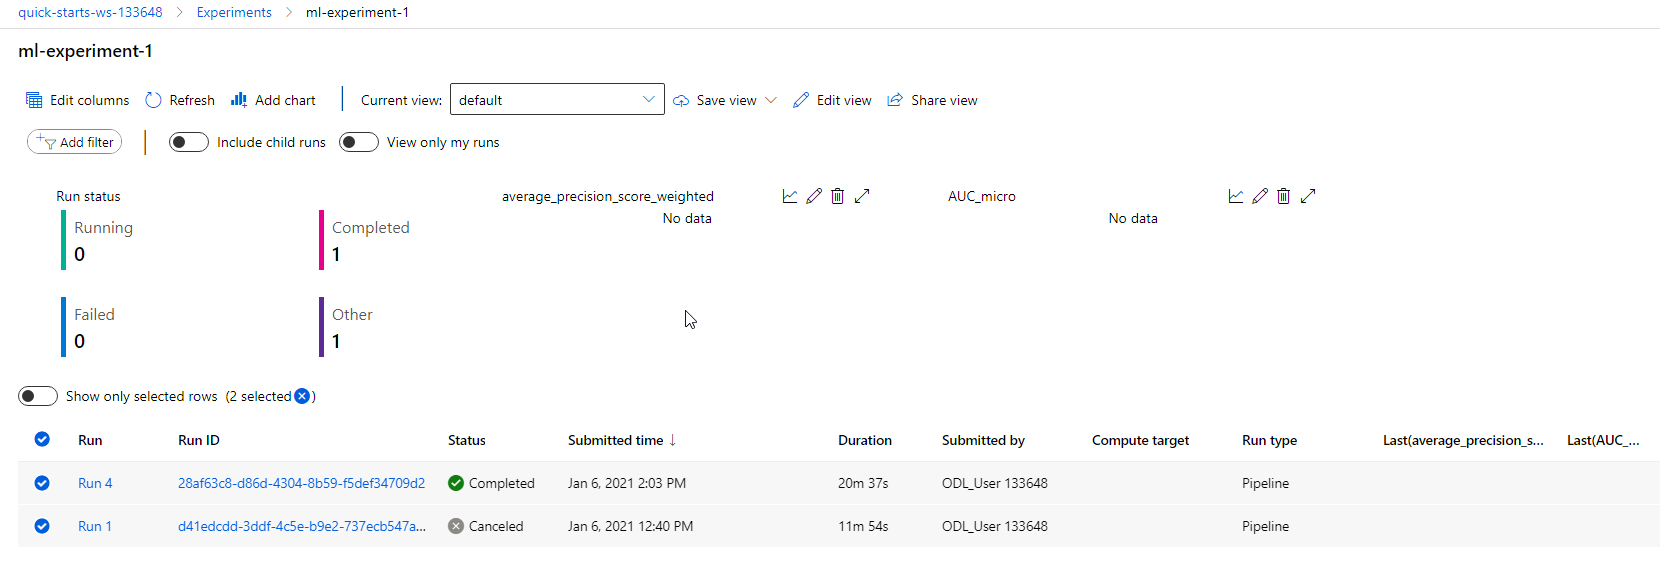 quick-starts-ws-133648 > Experiments > ml-experiment-1
ml-experiment-1
Edit columns Refresh Add chart Current view: default Save view Edit view Share view
Add filter Include child runs View only my runs
Run status average_precision_score_weighted AUC_micro
No data No data
Running Completed
0 1
Failed Other
0 1
Show only selected rows (2 selected )
Run Run ID Status Submitted time ↓ Duration Submitted by Compute target Run type Last(average_precision_s... Last(AUC_...
Run 4 28af63c8-d86d-4304-8b59-f5def34709d2 Completed Jan 6, 2021 2:03 PM 20m 37s ODL_User 133648 Pipeline
Run 1 d41edcdd-3ddf-4c5e-b9e2-737ecb547a... Canceled Jan 6, 2021 12:40 PM 11m 54s ODL_User 133648 Pipeline